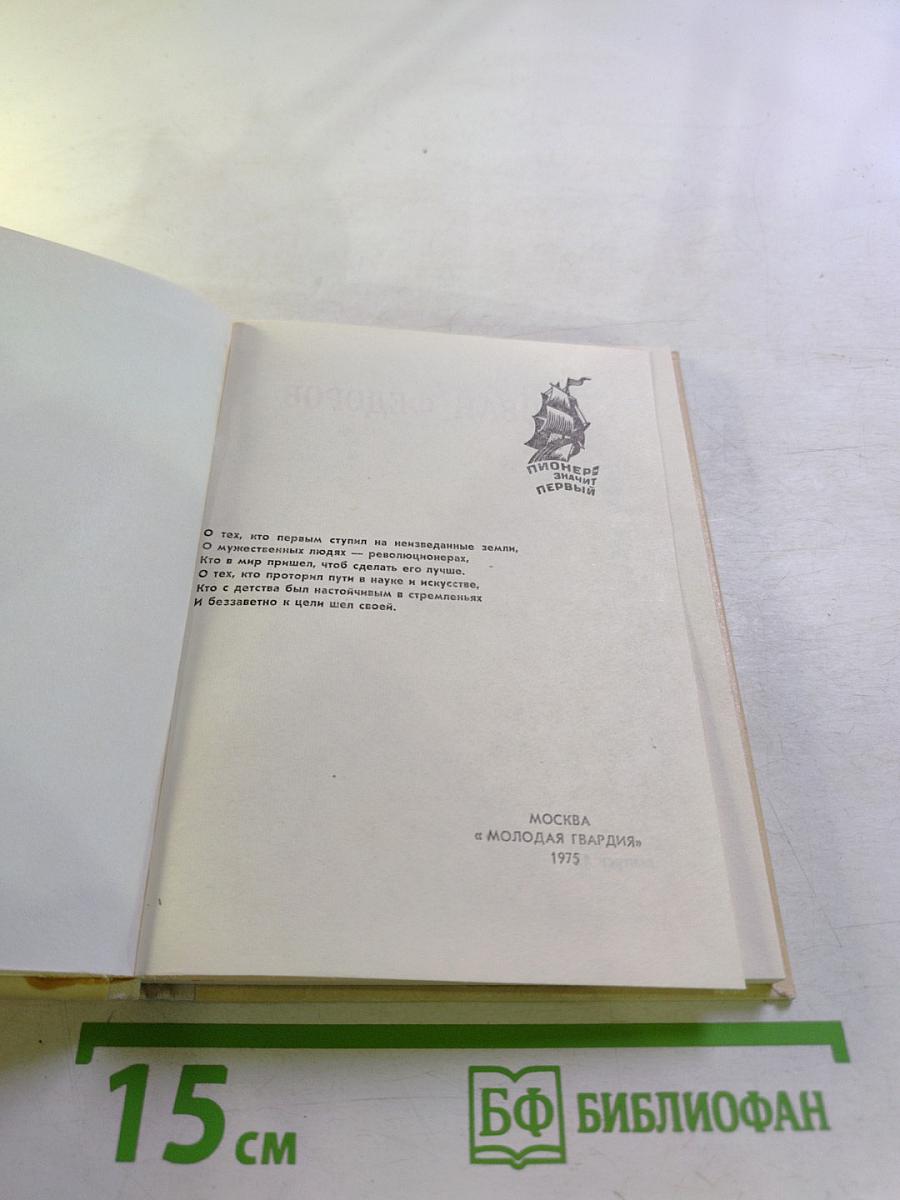 ПИОНЕР
ЗНАЧИТ
ПЕРВЫЙ
О тех, кто первым ступил на неизведанные земли,
О мужественных людях — революционерах,
Кто в мир пришел, чтоб сделать его лучше.
О тех, кто проторил пути в науке и искусстве,
Кто с детства был настойчивым в стремленьях
И беззаветно к цели шел своей.
МОСКВА
« МОЛОДАЯ ГВАРДИЯ»
1975
15 см
БФ БИБЛИОФАН